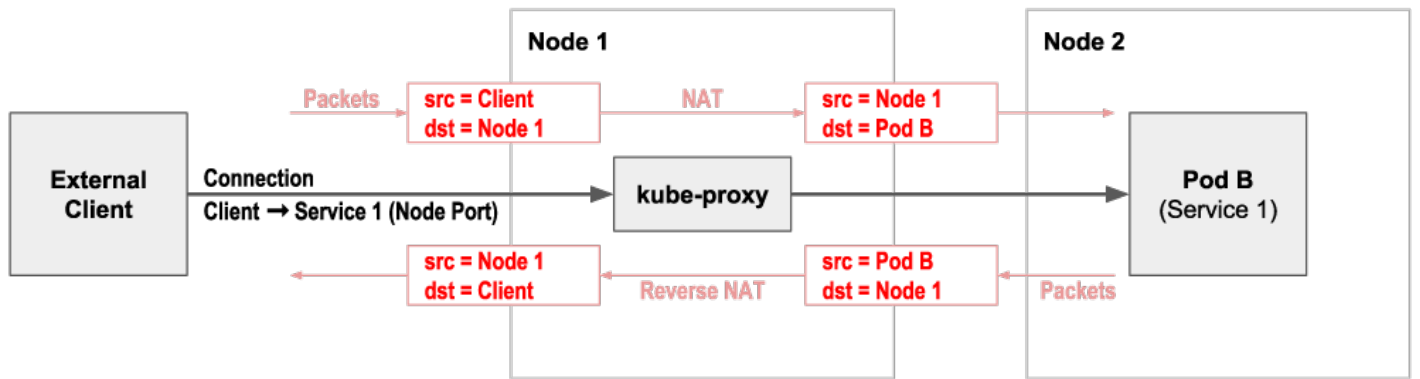 Node 1
Node 2
Packets
src = Client
dst = Node 1
NAT
src = Node 1
dst = Pod B
External
Client
Connection
Client → Service 1 (Node Port)
kube-proxy
Pod B
(Service 1)
src = Node 1
dst = Client
Reverse NAT
src = Pod B
dst = Node 1
Packets